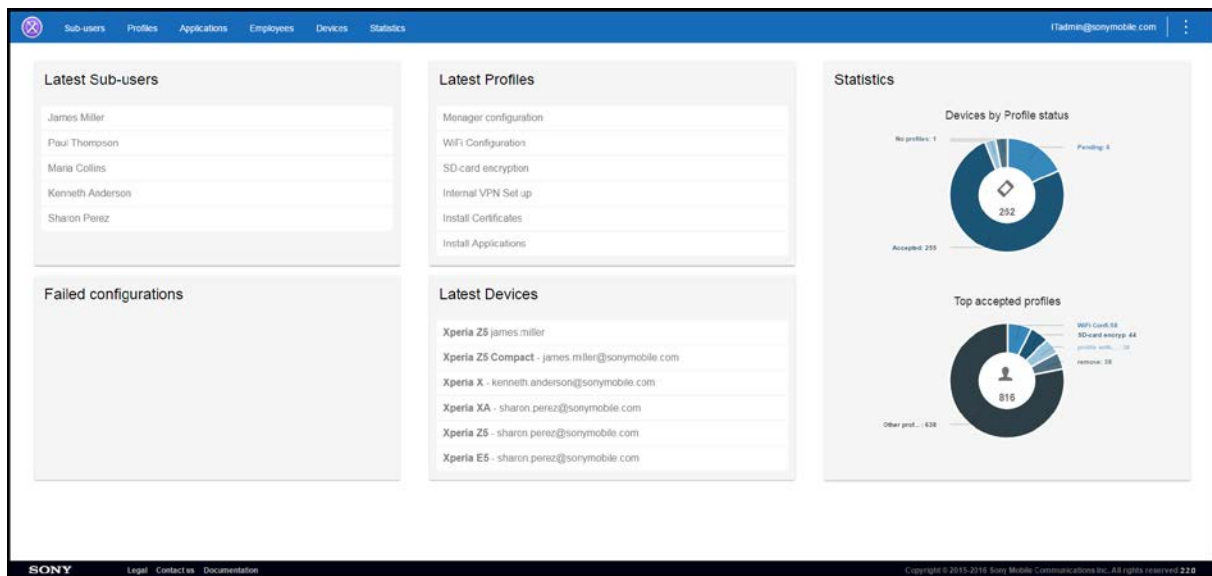 Sub-users Profiles Applications Employees Devices Statistics ITadmin@sonymobile.com
Latest Sub-users
James Miller
Paul Thompson
Maria Collins
Kenneth Anderson
Sharon Perez
Latest Profiles
Menager configuration
WiFi Configuration
SD-card encryption
Internal VPN Set up
Install Certificates
Install Applications
Statistics
Devices by Profile status
No profiles: 1
Pending:
252
Accepted: 255
Failed configurations
Latest Devices
Xperia Z5 james.miller
Xperia Z5 Compact - james.miller@sonymobile.com
Xperia X - kenneth.anderson@sonymobile.com
Xperia XA - sharon.perez@sonymobile.com
Xperia Z5 - sharon.perez@sonymobile.com
Xperia E5 - sharon.perez@sonymobile.com
Top accepted profiles
WiFi Confi:
SD-card encryp: 44
remove: 38
816
Other prof... : 638
SONY Legal Contact us Documentation Copyright © 2015-2016 Sony Mobile Communications Inc. All rights reserved 2.2.0